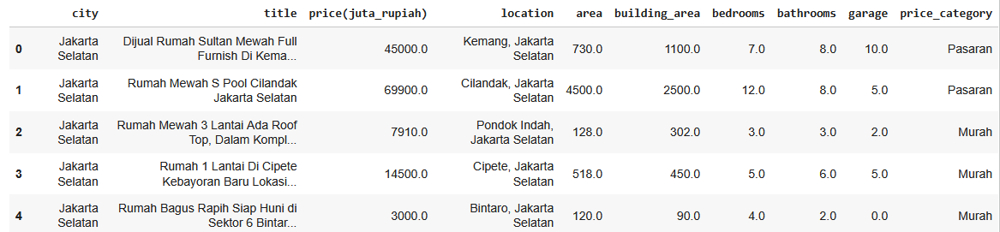 city title price(juta_rupiah) location area building_area bedrooms bathrooms garage price_category
0 Jakarta Selatan Dijual Rumah Sultan Mewah Full Furnish Di Kema... 45000.0 Kemang, Jakarta Selatan 730.0 1100.0 7.0 8.0 10.0 Pasaran
1 Jakarta Selatan Rumah Mewah S Pool Cilandak Jakarta Selatan 69900.0 Cilandak, Jakarta Selatan 4500.0 2500.0 12.0 8.0 5.0 Pasaran
2 Jakarta Selatan Rumah Mewah 3 Lantai Ada Roof Top, Dalam Kompl... 7910.0 Pondok Indah, Jakarta Selatan 128.0 302.0 3.0 3.0 2.0 Murah
3 Jakarta Selatan Rumah 1 Lantai Di Cipete Kebayoran Baru Lokasi... 14500.0 Cipete, Jakarta Selatan 518.0 450.0 5.0 6.0 5.0 Murah
4 Jakarta Selatan Rumah Bagus Rapih Siap Huni di Sektor 6 Bintar... 3000.0 Bintaro, Jakarta Selatan 120.0 90.0 4.0 2.0 0.0 Murah